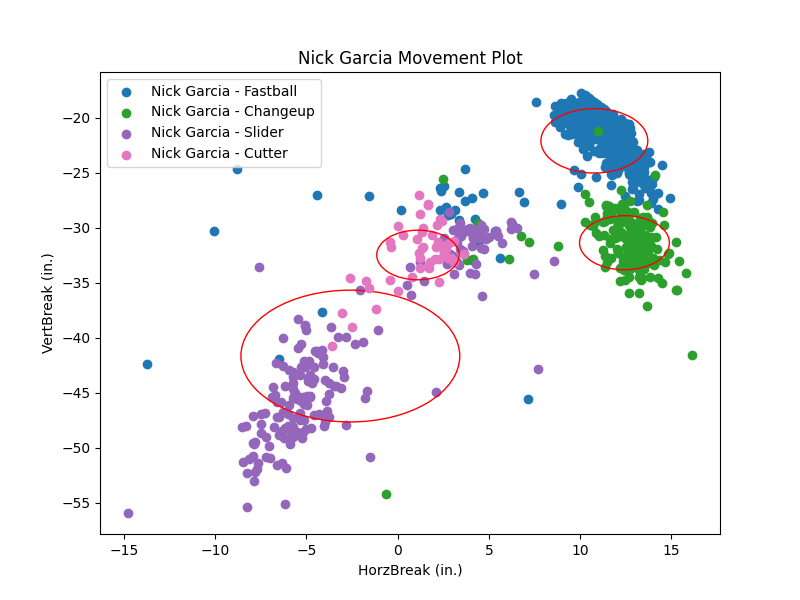 Nick Garcia Movement Plot
Nick Garcia - Fastball
Nick Garcia - Changeup
Nick Garcia - Slider
Nick Garcia - Cutter
VertBreak (in.)
−20
−25
−30
−35
−40
−45
−50
−55
−15 −10 −5 0 5 10 15
HorzBreak (in.)